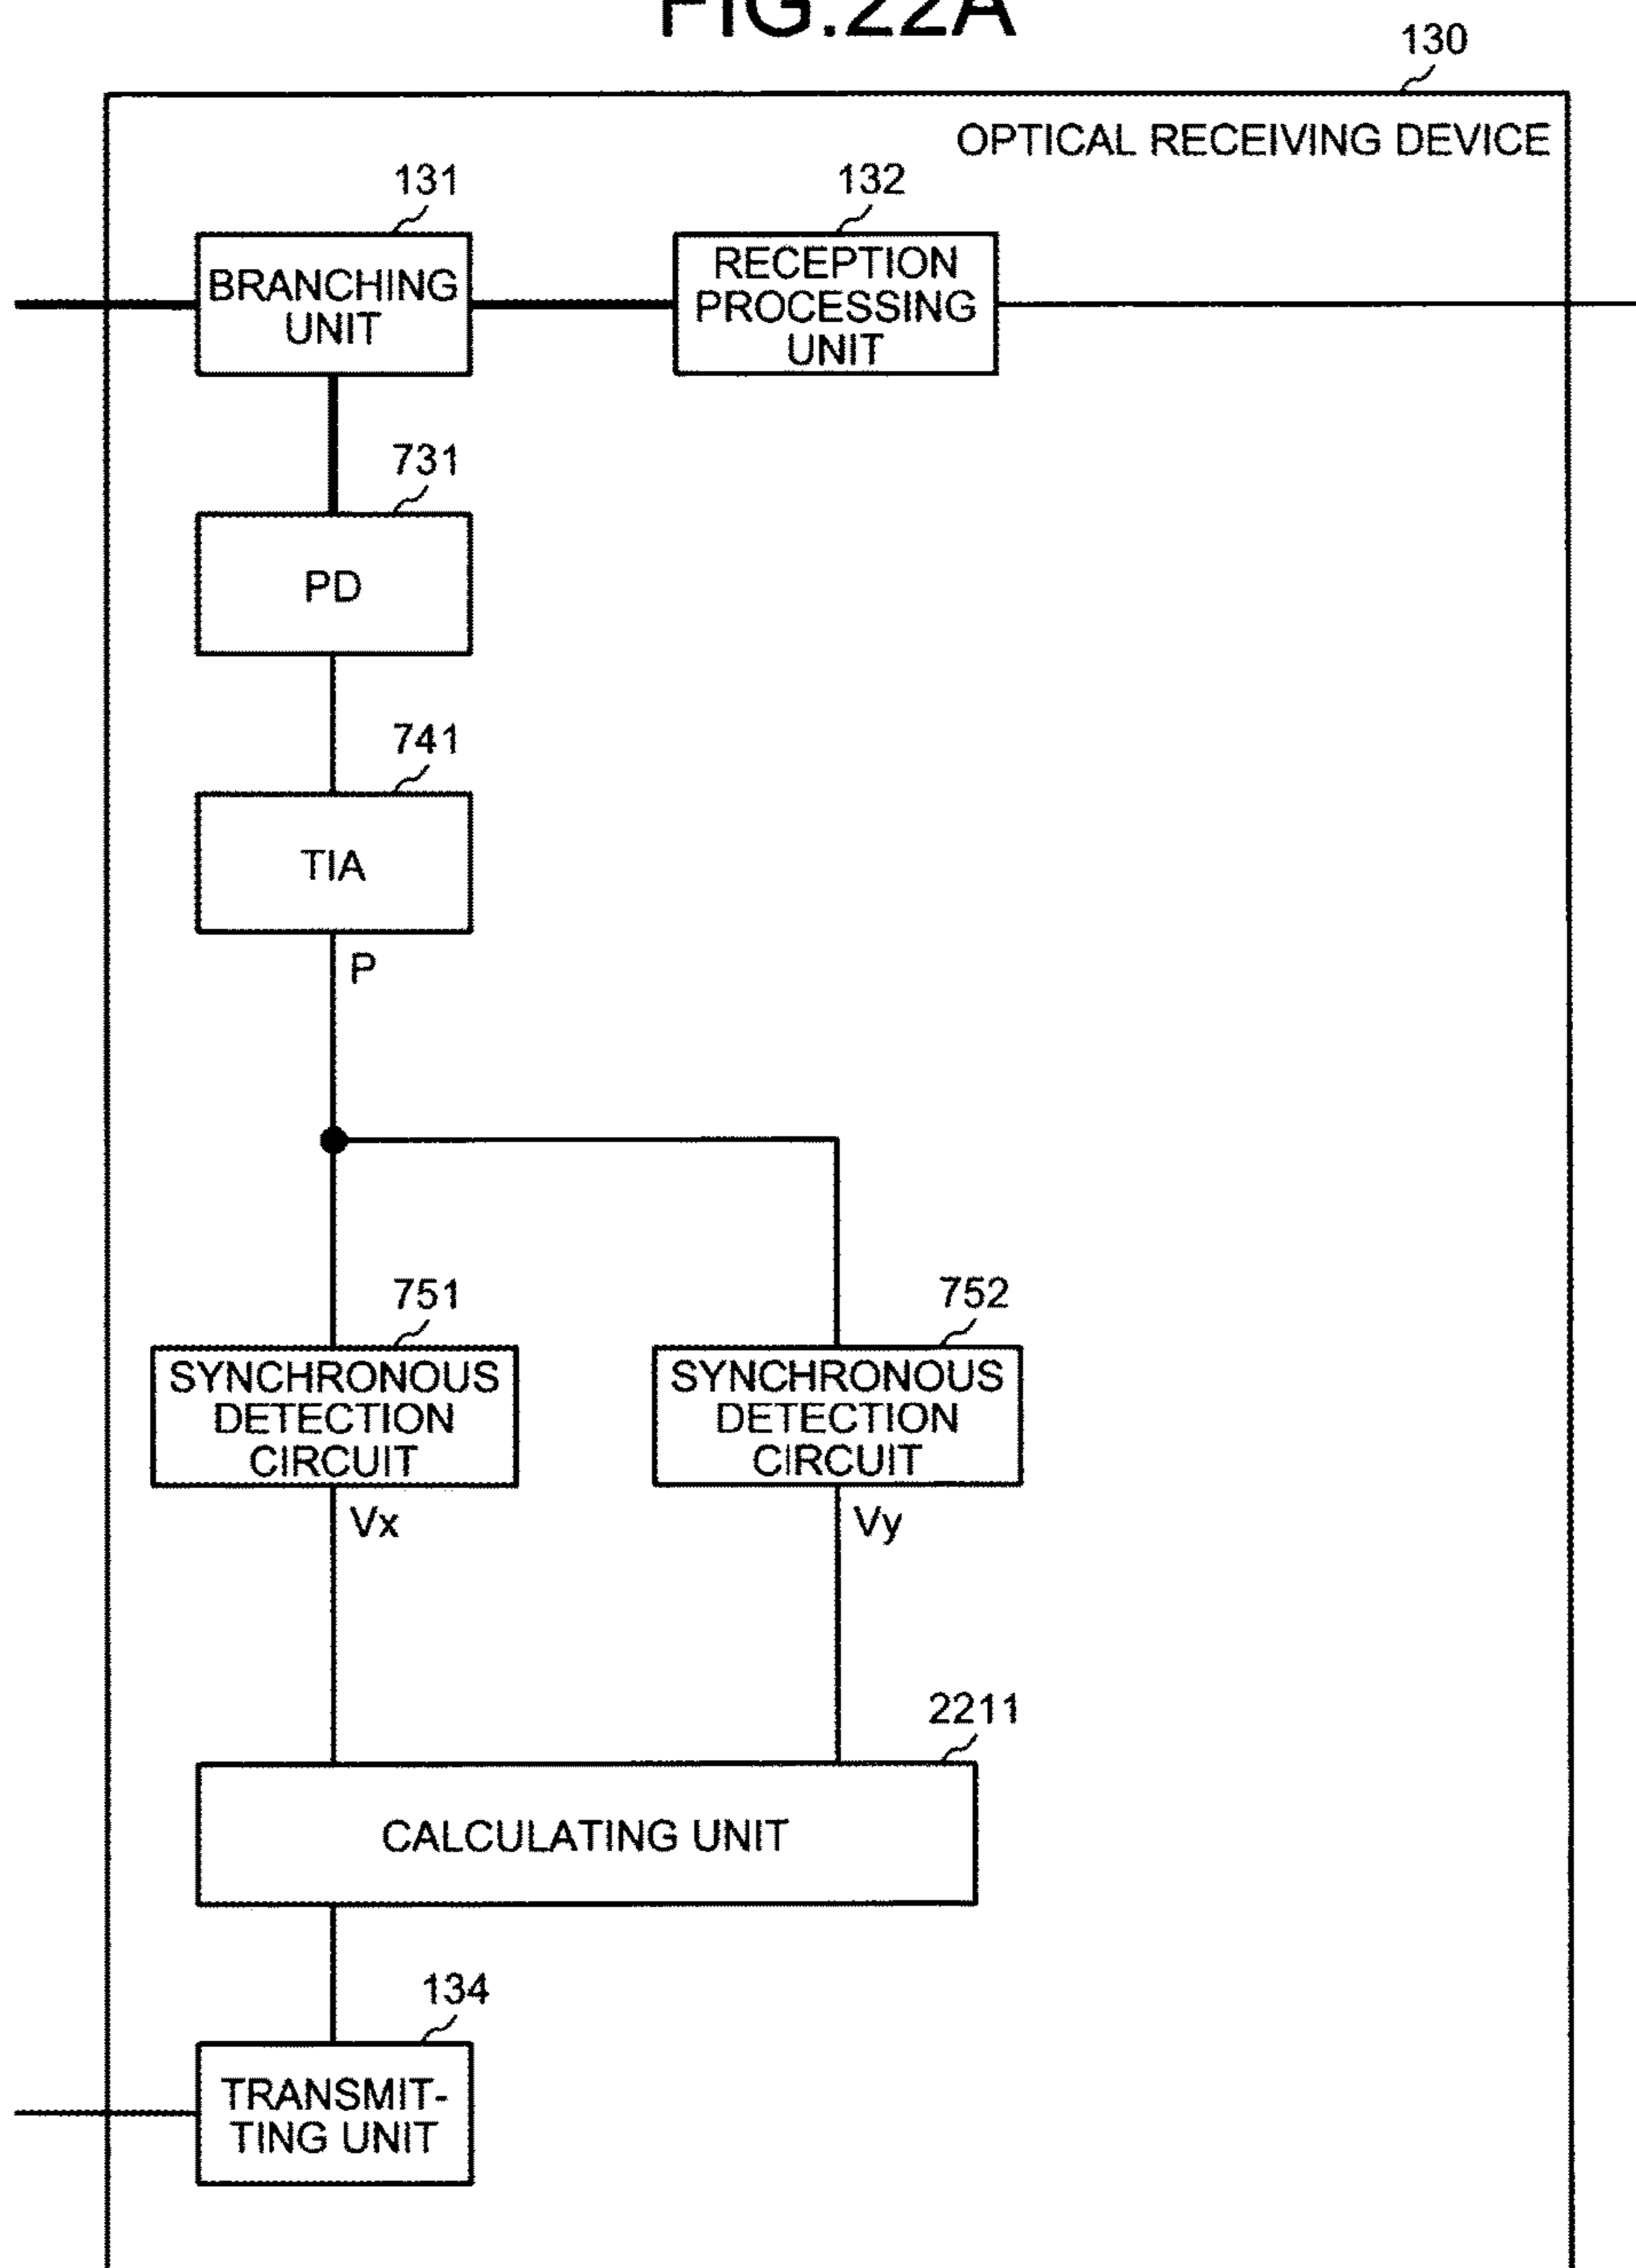 FIG.22A
130
OPTICAL RECEIVING DEVICE
131
132
BRANCHING
UNIT
RECEPTION
PROCESSING
UNIT
731
PD
741
TIA
P
751
752
SYNCHRONOUS
DETECTION
CIRCUIT
SYNCHRONOUS
DETECTION
CIRCUIT
Vx
Vy
2211
CALCULATING UNIT
134
TRANSMIT-
TING UNIT